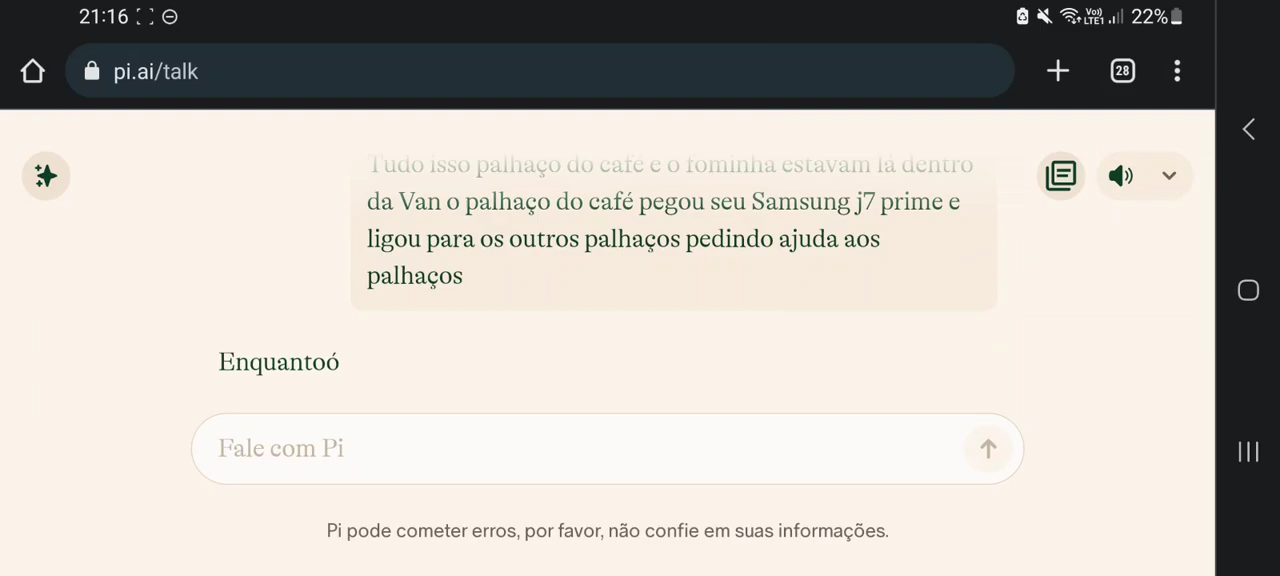 21:16
Vo))
LTE1
22%
pi.ai/talk
28
Tudo isso palhaço do café e o fominha estavam lá dentro
da Van o palhaço do café pegou seu Samsung j7 prime e
ligou para os outros palhaços pedindo ajuda aos
palhaços
Enquantoó
Fale com Pi
Pi pode cometer erros, por favor, não confie em suas informações.